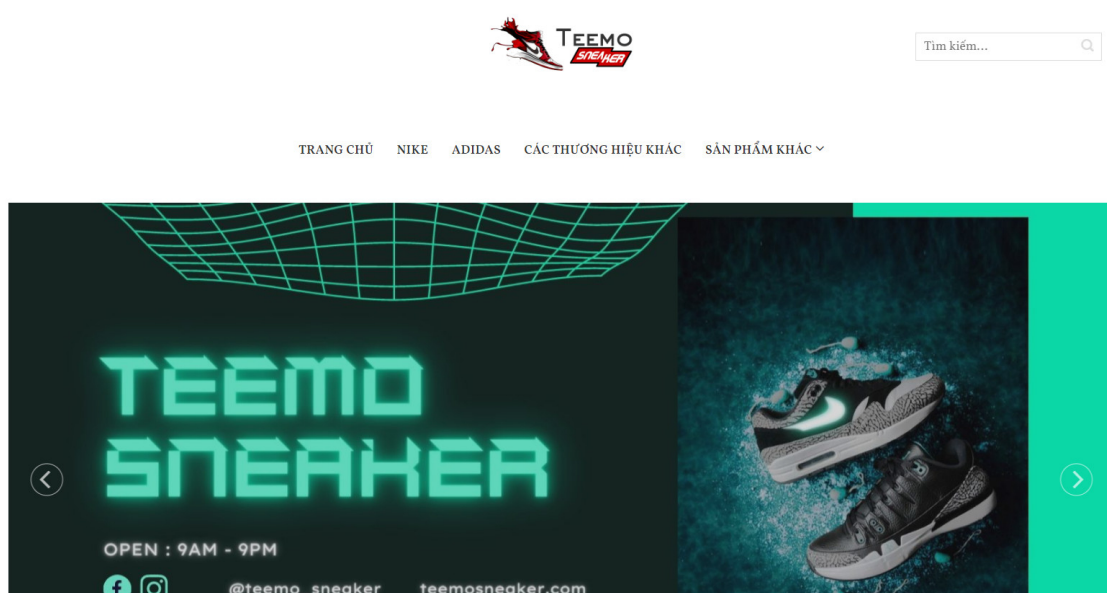 TEEMO
SNEAKER
Tìm kiếm...
TRANG CHỦ NIKE ADIDAS CÁC THƯƠNG HIỆU KHÁC SẢN PHẨM KHÁC
TEEMO
SNEAKER
OPEN : 9AM - 9PM
@teemo_sneaker teemosneaker.com